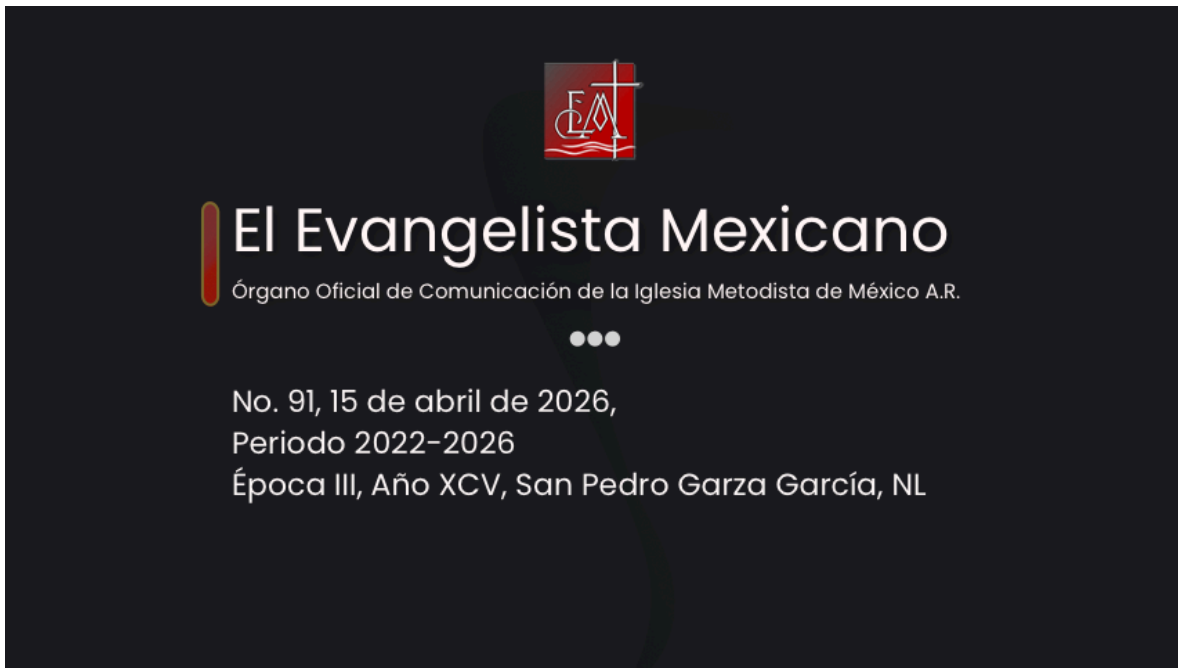 EM
El Evangelista Mexicano
Órgano Oficial de Comunicación de la Iglesia Metodista de México A.R.
No. 91, 15 de abril de 2026,
Periodo 2022-2026
Época III, Año XCV, San Pedro Garza García, NL